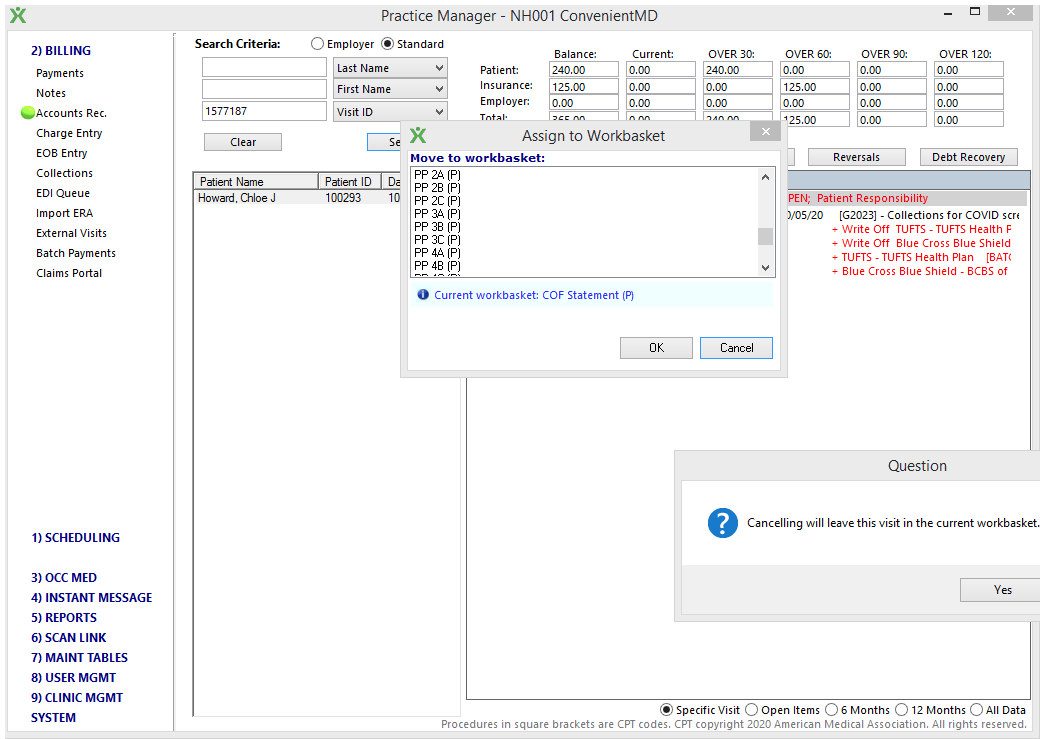 Practice Manager - NH001 ConvenientMD
2) BILLING
Payments
Notes
Accounts Rec.
Charge Entry
EOB Entry
Collections
EDI Queue
Import ERA
External Visits
Batch Payments
Claims Portal
1) SCHEDULING
3) OCC MED
4) INSTANT MESSAGE
5) REPORTS
6) SCAN LINK
7) MAINT TABLES
8) USER MGMT
9) CLINIC MGMT
SYSTEM
Search Criteria: Employer Standard
Last Name
First Name
1577187 Visit ID
Clear Se
Balance: Current: OVER 30: OVER 60: OVER 90: OVER 120:
Patient: 240.00 0.00 240.00 0.00 0.00 0.00
Insurance: 125.00 0.00 0.00 125.00 0.00 0.00
Employer: 0.00 0.00 0.00 0.00 0.00 0.00
Total: 365.00 0.00 240.00 125.00 0.00 0.00
Reversals Debt Recovery
Patient Name Patient ID Da
Howard, Chloe J 100293 10
PEN; Patient Responsibility
0/05/20 [G2023] - Collections for COVID scre
+ Write Off TUFTS - TUFTS Health P
+ Write Off Blue Cross Blue Shield
+ TUFTS - TUFTS Health Plan [BATC
+ Blue Cross Blue Shield - BCBS of
Assign to Workbasket
Move to workbasket:
PP 2A (P)
PP 2B (P)
PP 2C (P)
PP 3A (P)
PP 3B (P)
PP 3C (P)
PP 4A (P)
PP 4B (P)
Current workbasket: COF Statement (P)
OK Cancel
Question
Cancelling will leave this visit in the current workbasket.
Yes
Specific Visit Open Items 6 Months 12 Months All Data
Procedures in square brackets are CPT codes. CPT copyright 2020 American Medical Association. All rights reserved.